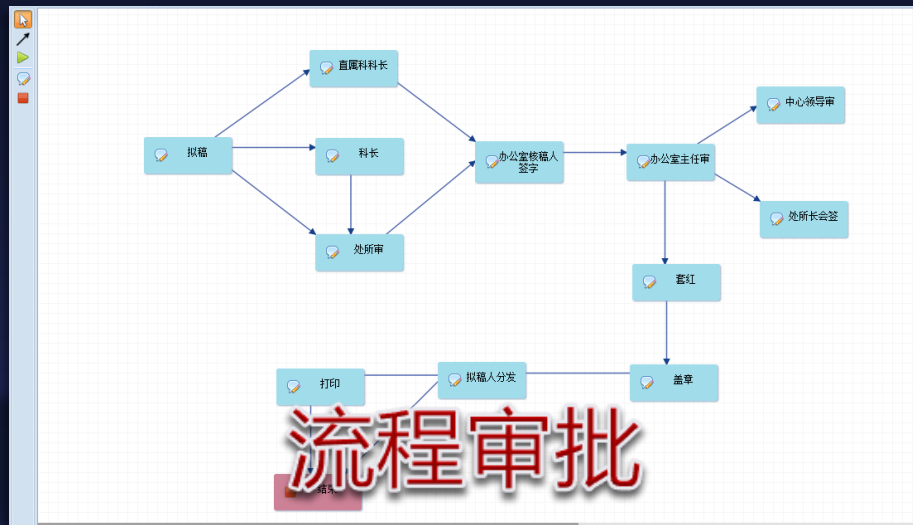 直属科科长
中心领导审
拟稿
科长
办公室核稿人
签字
办公室主任审
处所长会签
处所审
套红
打印
拟稿人分发
盖章
流程审批
结束